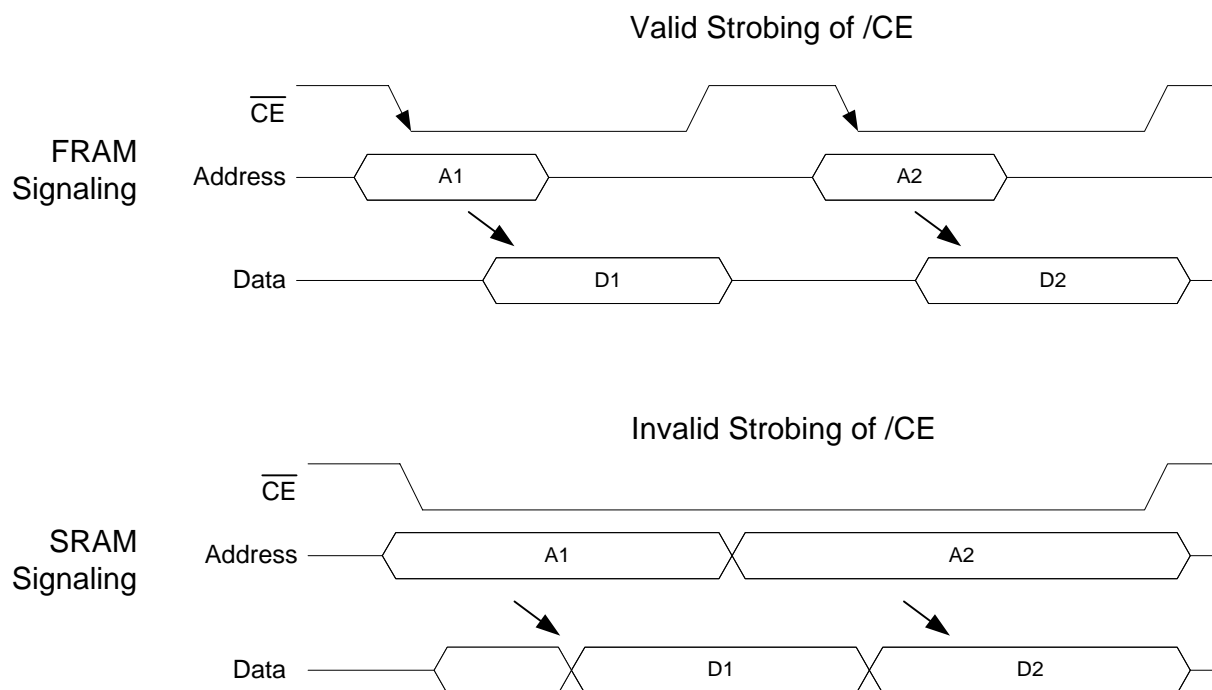 Valid Strobing of /CE
CE
FRAM
Signaling
Address
A1
A2
Data
D1
D2
Invalid Strobing of /CE
CE
SRAM
Signaling
Address
A1
A2
Data
D1
D2